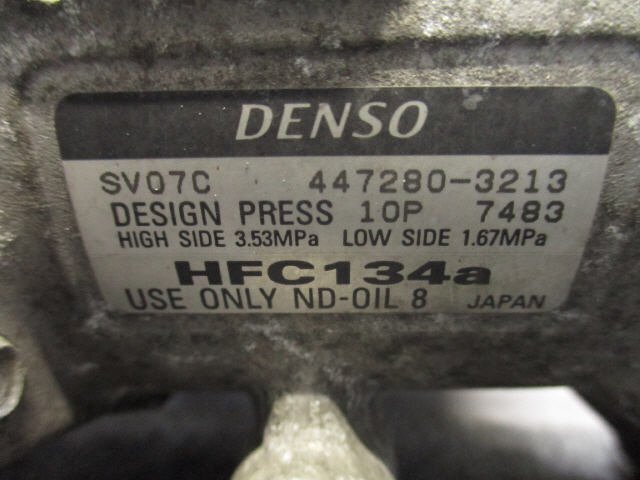 DENSO
SV07C 447280-3213
DESIGN PRESS 10P 7483
HIGH SIDE 3.53MPa LOW SIDE 1.67MPa
HFC134a
USE ONLY ND-OIL 8 JAPAN